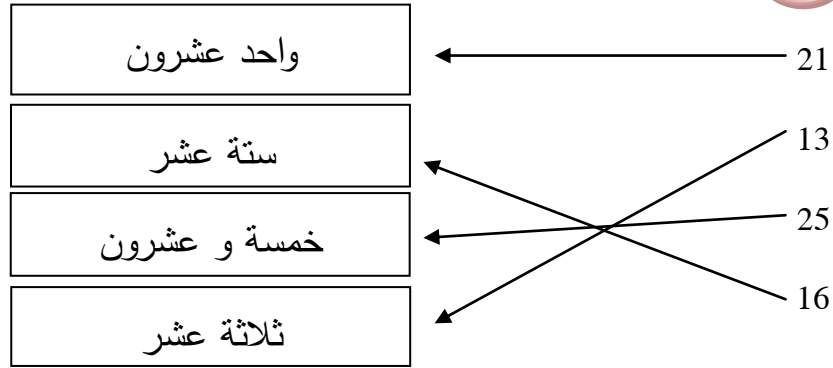 واحد عشرون
21
ستة عشر
13
خمسة و عشرون
25
ثلاثة عشر
16